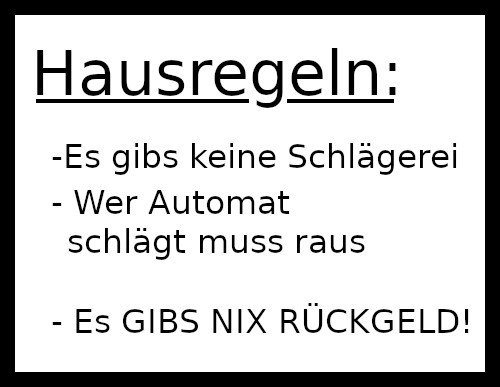 Hausregeln:
-Es gibs keine Schlägerei
- Wer Automat
schlägt muss raus
- Es GIBS NIX RÜCKGELD!